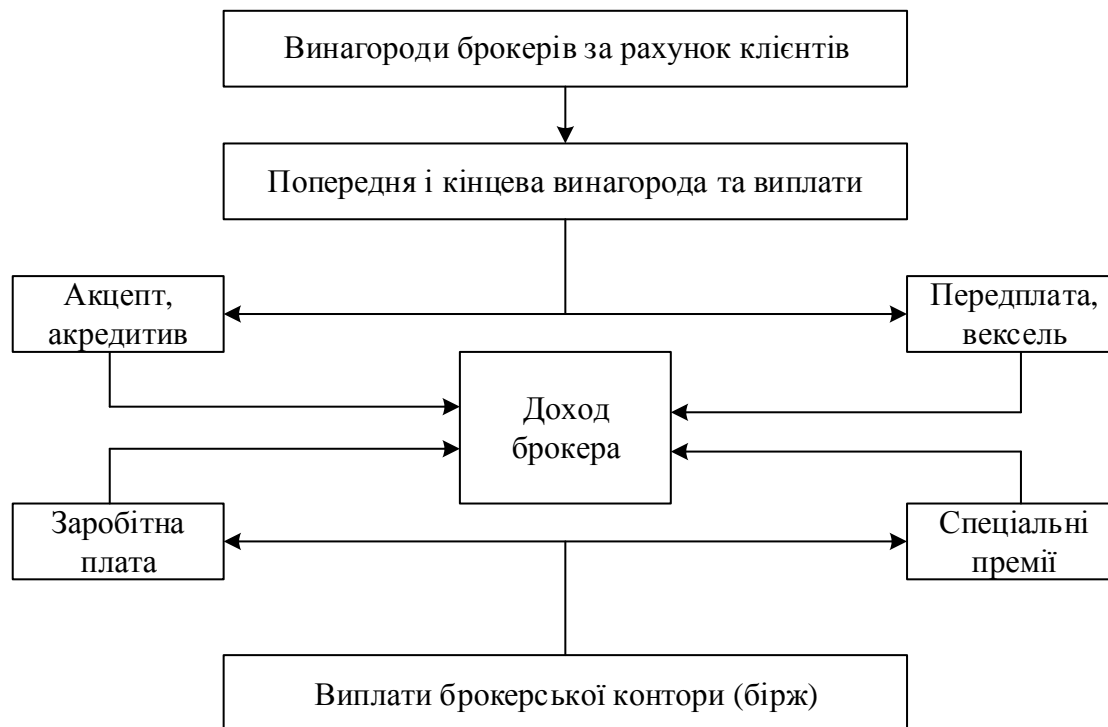 Винагороди брокерів за рахунок клієнтів
Попередня і кінцева винагорода та виплати
Акцепт,
акредитив
Передплата,
вексель
Доход
брокера
Заробітна
плата
Спеціальні
премії
Виплати брокерської контори (бірж)